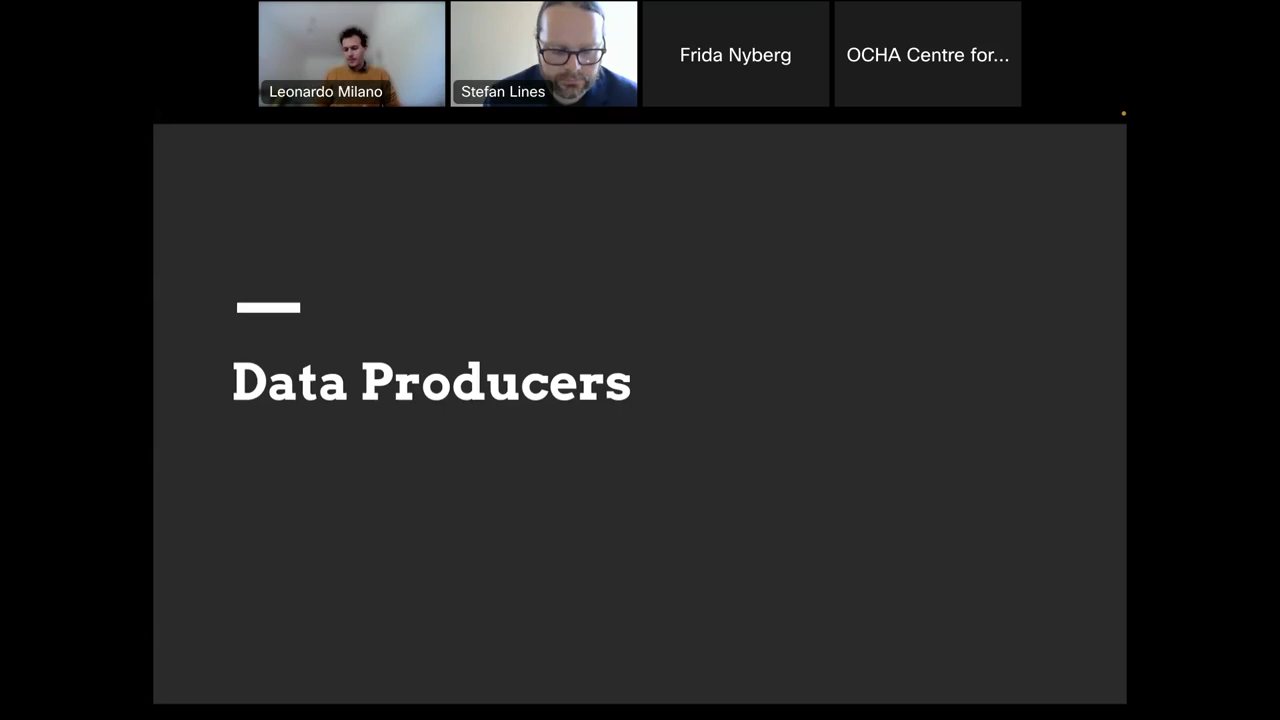 Leonardo Milano
Stefan Lines
Frida Nyberg
OCHA Centre for...
Data Producers